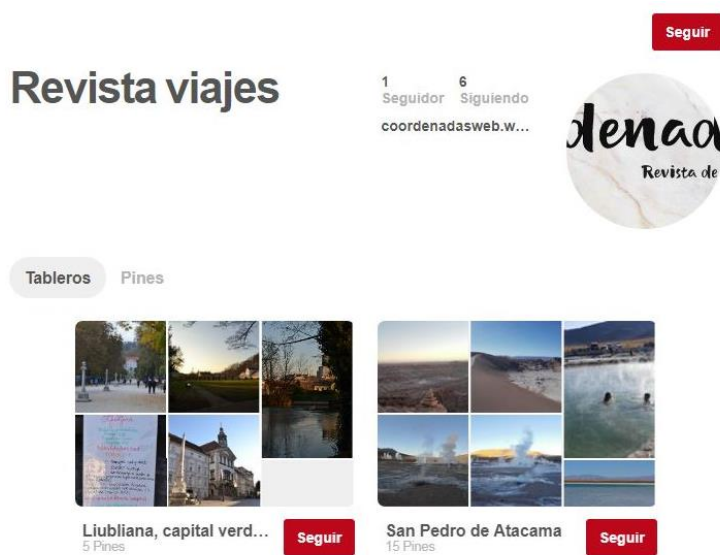 Seguir
Revista viajes
1 6
Seguidor Siguiendo
coordenadasweb.w...
denad
Revista de
Tableros Pines
Liubliana, capital verd...
5 Pines
Seguir
San Pedro de Atacama
15 Pines
Seguir